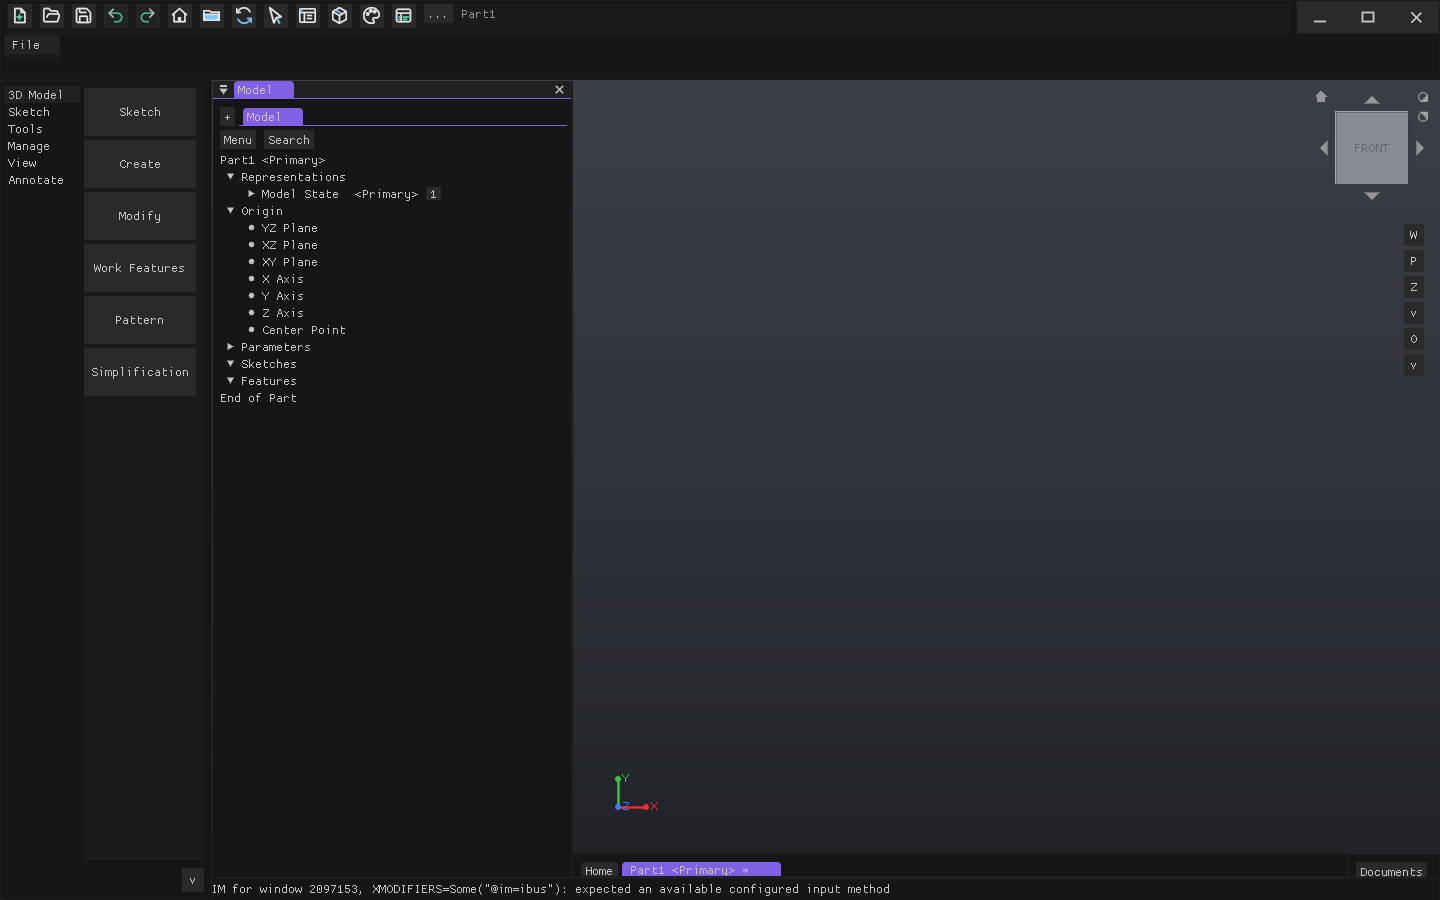 ... Part1
File
3D Model
Sketch
Tools
Manage
View
Annotate
Sketch
Create
Modify
Work Features
Pattern
Simplification
v
Model
+ Model
Menu Search
Part1 <Primary>
Representations
Model State <Primary> 1
Origin
YZ Plane
XZ Plane
XY Plane
X Axis
Y Axis
Z Axis
Center Point
Parameters
Sketches
Features
End of Part
FRONT
W
P
Z
v
O
v
Y
Z X
Home Part1 <Primary> * Documents
IM for window 2097153, XMODIFIERS=Some("@im=ibus"): expected an available configured input method